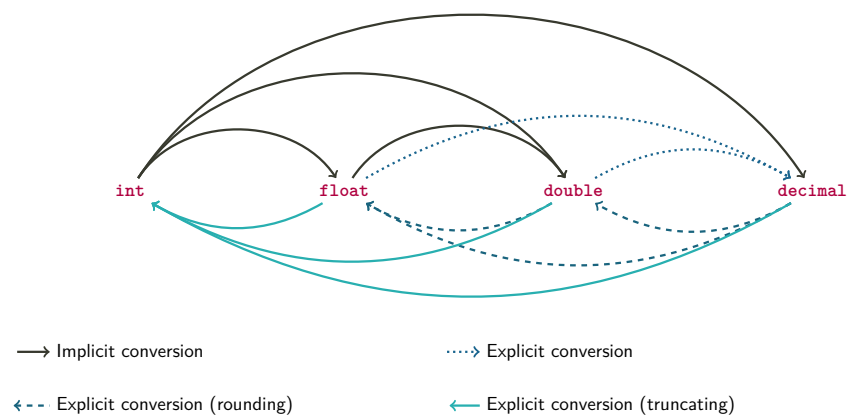 int float double decimal
Implicit conversion
Explicit conversion
Explicit conversion (rounding)
Explicit conversion (truncating)